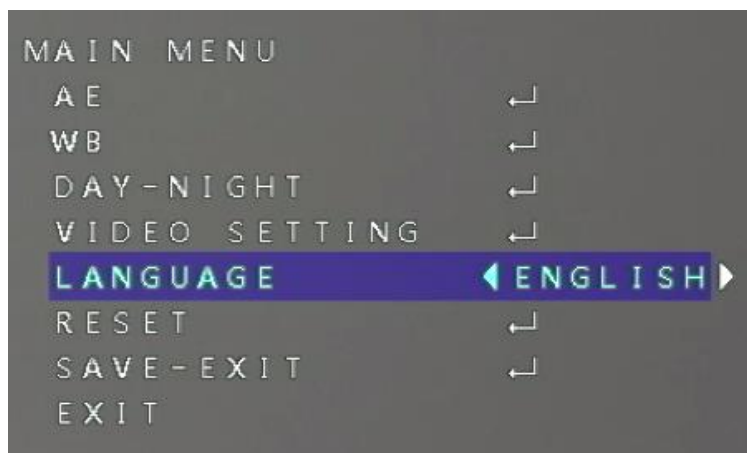 MAIN MENU
AE ↵
WB ↵
DAY-NIGHT ↵
VIDEO SETTING ↵
LANGUAGE ◀ENGLISH▶
RESET ↵
SAVE-EXIT ↵
EXIT